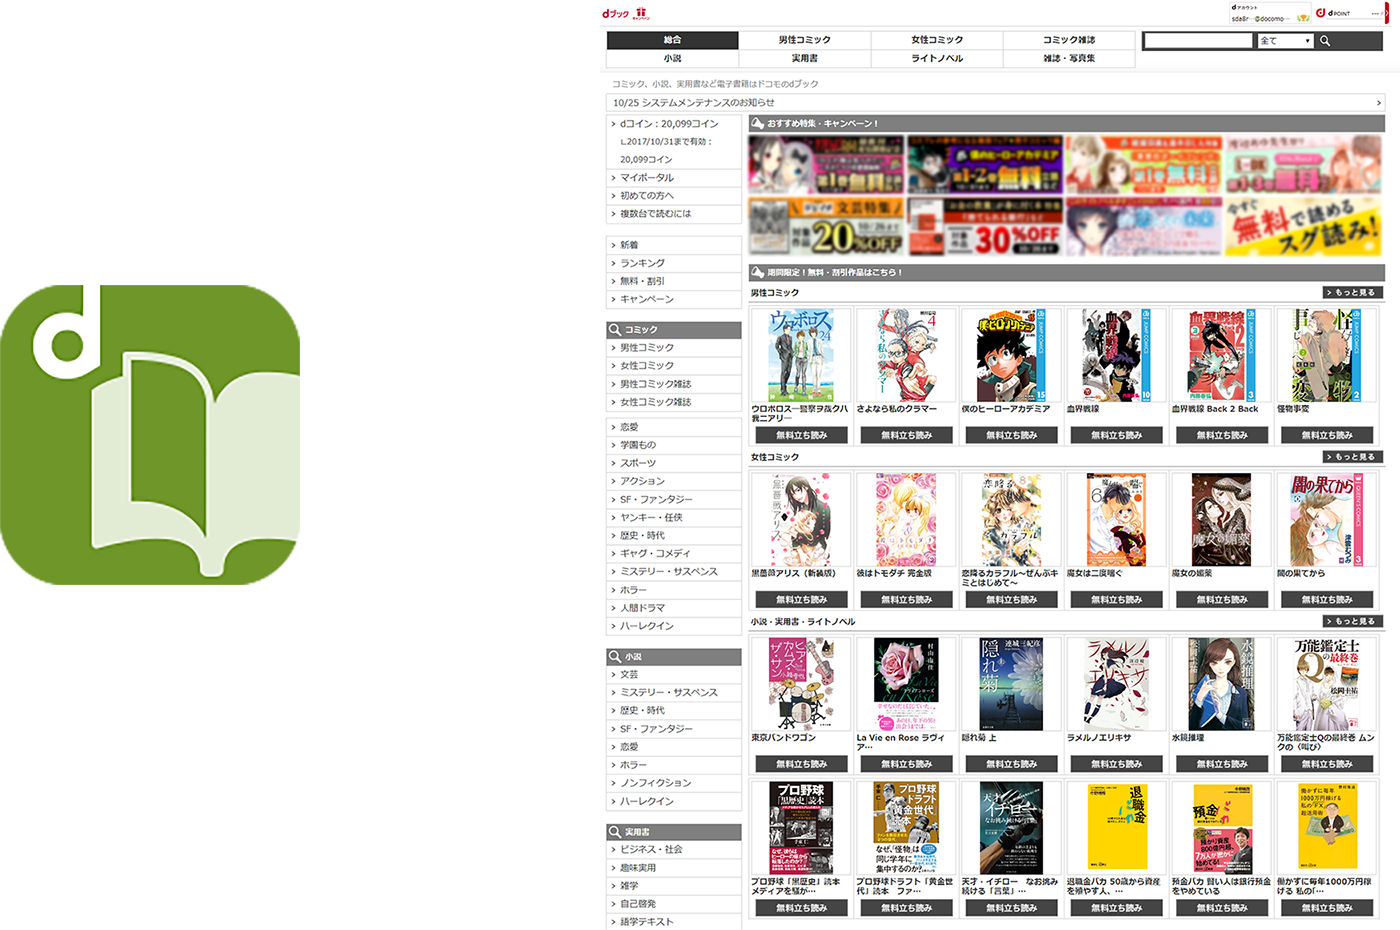 d
dブック
キャンペーン
dアカウント
d POINT
総合
男性コミック
女性コミック
コミック雑誌
全て
小説
実用書
ライトノベル
雑誌・写真集
コミック、小説、実用書など電子書籍はドコモのdブック
10/25 システムメンテナンスのお知らせ
dコイン：20,099コイン
∟2017/10/31まで有効：
20,099コイン
マイポータル
初めての方へ
複数台で読むには
新着
ランキング
無料・割引
キャンペーン
コミック
男性コミック
女性コミック
男性コミック雑誌
女性コミック雑誌
恋愛
学園もの
スポーツ
アクション
SF・ファンタジー
ヤンキー・任侠
歴史・時代
ギャグ・コメディ
ミステリー・サスペンス
ホラー
人間ドラマ
ハーレクイン
小説
文芸
ミステリー・サスペンス
歴史・時代
SF・ファンタジー
恋愛
ホラー
ノンフィクション
ハーレクイン
実用書
ビジネス・社会
趣味実用
雑学
自己啓発
語学テキスト
おすすめ特集・キャンペーン！
僕のヒーローアカデミア
第1-2巻無料
文芸特集
20%OFF
30%OFF
今すぐ無料で読める
スグ読み!
期間限定！無料・割引作品はこちら！
男性コミック
もっと見る
ウロボロス―警察ヲ裁クハ
我ニアリ―
さよなら私のクラマー
僕のヒーローアカデミア
血界戦線
血界戦線 Back 2 Back
怪物事変
無料立ち読み
無料立ち読み
無料立ち読み
無料立ち読み
無料立ち読み
無料立ち読み
女性コミック
もっと見る
黒薔薇アリス（新装版）
彼はトモダチ 完全版
恋降るカラフル～ぜんぶキ
ミとはじめて～
魔女は二度喘ぐ
魔女の媚薬
闇の果てから
無料立ち読み
無料立ち読み
無料立ち読み
無料立ち読み
無料立ち読み
無料立ち読み
小説・実用書・ライトノベル
もっと見る
東京バンドワゴン
La Vie en Rose ラヴィ
ア…
隠れ菊 上
ラメルノエリキサ
水鏡推理
万能鑑定士Qの最終巻 ムン
クの〈叫び〉
無料立ち読み
無料立ち読み
無料立ち読み
無料立ち読み
無料立ち読み
無料立ち読み
プロ野球「黒歴史」読本
メディアを騒が…
プロ野球ドラフト「黄金世
代」読本　ファ…
天才・イチロー　なお挑み
続ける「言葉」…
退職金バカ 50歳から資産
を殖やす人、…
預金バカ 賢い人は銀行預金
をやめている
働かずに毎年1000万円稼
ける 私の「…
無料立ち読み
無料立ち読み
無料立ち読み
無料立ち読み
無料立ち読み
無料立ち読み